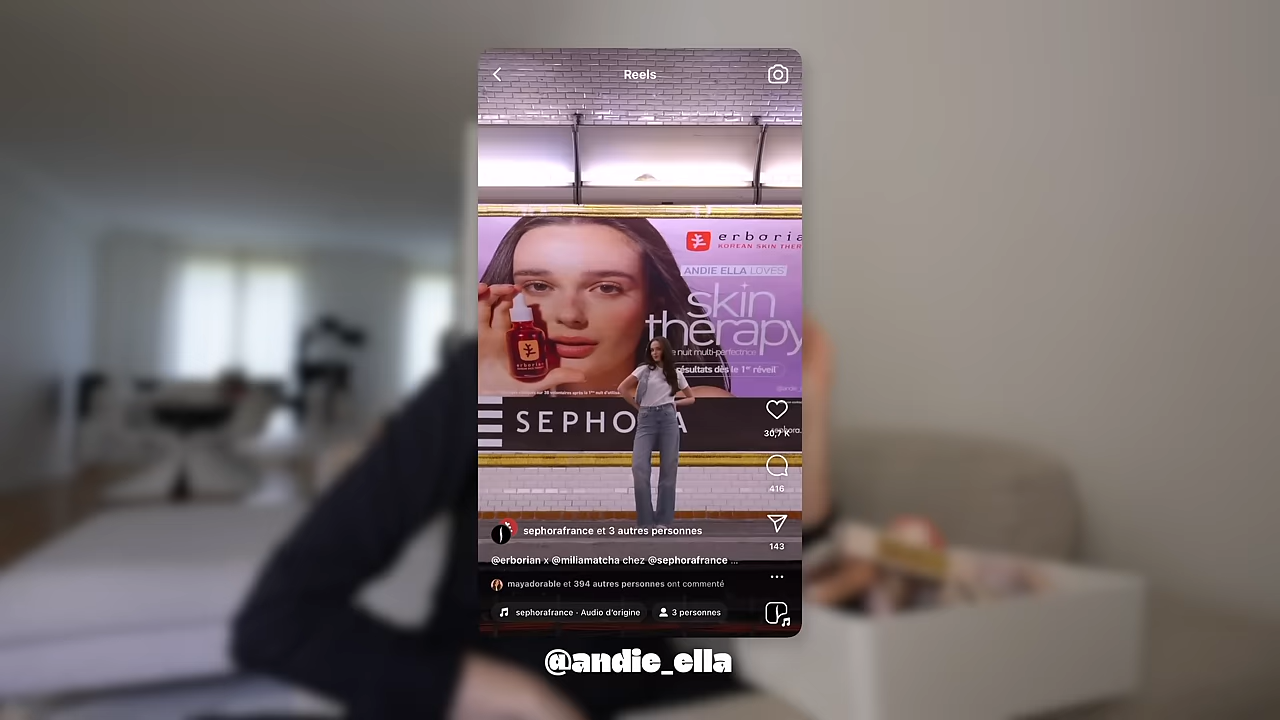 Reels
erboria
KOREAN SKIN THER
ANDIE ELLA LOVES
skin
therapy
e nuit multi-perfectrice
résultats dès le 1er réveil
SEPHORA
30,7 K
416
sephorafrance et 3 autres personnes
143
@erborian x @miliamatcha chez @sephorafrance ...
mayadorable et 394 autres personnes ont commenté
sephorafrance · Audio d'origine
3 personnes
@andie_ella